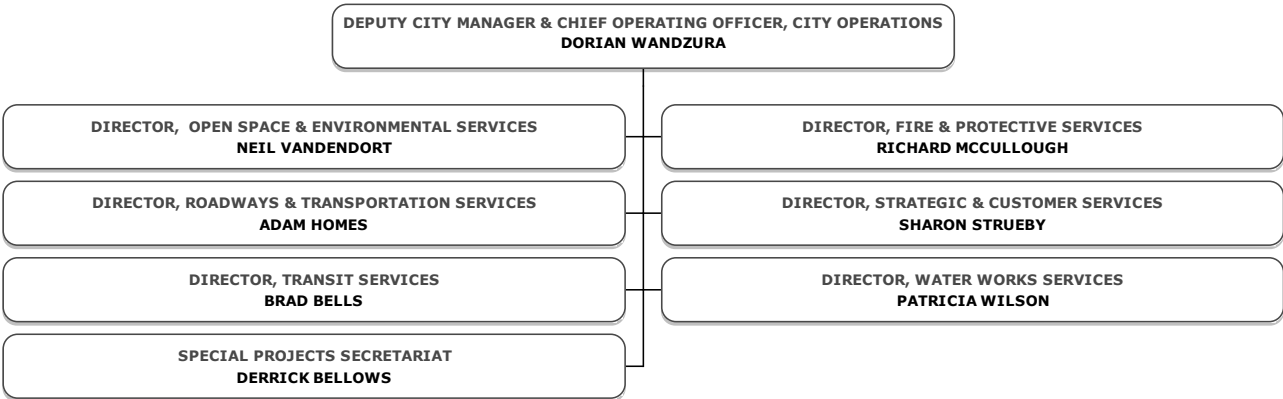 DEPUTY CITY MANAGER & CHIEF OPERATING OFFICER, CITY OPERATIONS
DORIAN WANDZURA
DIRECTOR, OPEN SPACE & ENVIRONMENTAL SERVICES
NEIL VANDENDORT
DIRECTOR, FIRE & PROTECTIVE SERVICES
RICHARD MCCULLOUGH
DIRECTOR, ROADWAYS & TRANSPORTATION SERVICES
ADAM HOMES
DIRECTOR, STRATEGIC & CUSTOMER SERVICES
SHARON STRUEBY
DIRECTOR, TRANSIT SERVICES
BRAD BELLS
DIRECTOR, WATER WORKS SERVICES
PATRICIA WILSON
SPECIAL PROJECTS SECRETARIAT
DERRICK BELLOWS